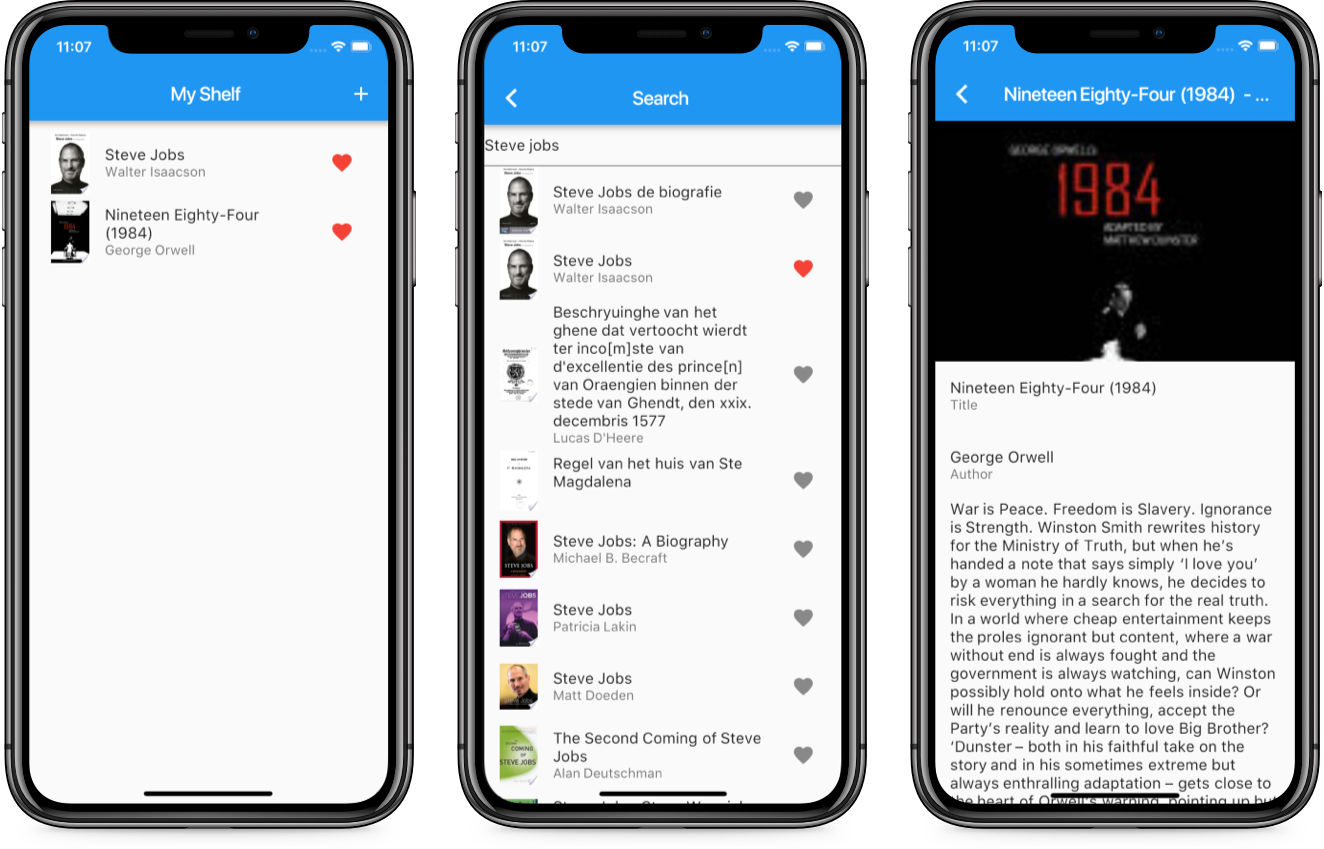 11:07
My Shelf
+
Steve Jobs
Walter Isaacson
1984
Nineteen Eighty-Four
(1984)
George Orwell
11:07
Search
Steve jobs
Steve Jobs de biografie
Walter Isaacson
Steve Jobs
Walter Isaacson
Beschryuinghe van het
ghene dat vertoocht wierdt
ter inco[m]ste van
d'excellentie des prince[n]
van Oraengien binnen der
stede van Ghendt, den xxix.
decembris 1577
Lucas D'Heere
Regel van het huis van Ste
Magdalena
STEVE JOBS
Steve Jobs: A Biography
Michael B. Becraft
STEVE JOBS
Steve Jobs
Patricia Lakin
Steve Jobs
Matt Doeden
COMING
OF
STEVE JOBS
The Second Coming of Steve
Jobs
Alan Deutschman
11:07
Nineteen Eighty-Four (1984) - ...
GEORGE ORWELL'S
1984
ADAPTED BY
MATTHEW DUNSTER
Nineteen Eighty-Four (1984)
Title
George Orwell
Author
War is Peace. Freedom is Slavery. Ignorance
is Strength. Winston Smith rewrites history
for the Ministry of Truth, but when he’s
handed a note that says simply ‘I love you’
by a woman he hardly knows, he decides to
risk everything in a search for the real truth.
In a world where cheap entertainment keeps
the proles ignorant but content, where a war
without end is always fought and the
government is always watching, can Winston
possibly hold onto what he feels inside? Or
will he renounce everything, accept the
Party’s reality and learn to love Big Brother?
‘Dunster – both in his faithful take on the
story and in his sometimes extreme but
always enthralling adaptation – gets close to
the heart of Orwell's warning, pointing up but